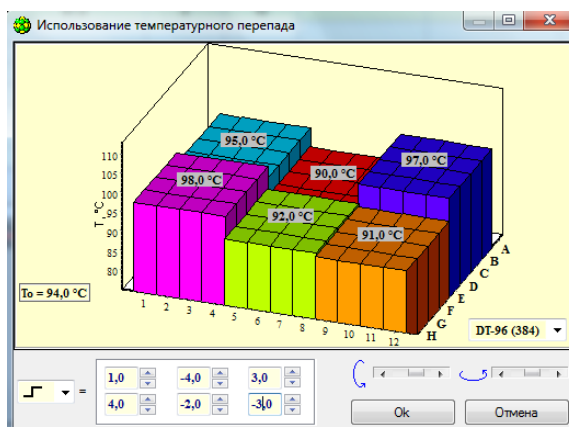 Использование температурного перепада
95,0 °C
97,0 °C
98,0 °C
90,0 °C
92,0 °C
91,0 °C
T, °C
110
105
100
95
90
85
80
To = 94,0°C
1 2 3 4 5 6 7 8 9 10 11 12
A
B
C
D
E
F
G
H
DT-96 (384)
= 1,0 -4,0 3,0
4,0 -2,0 -3,0
Ok Отмена